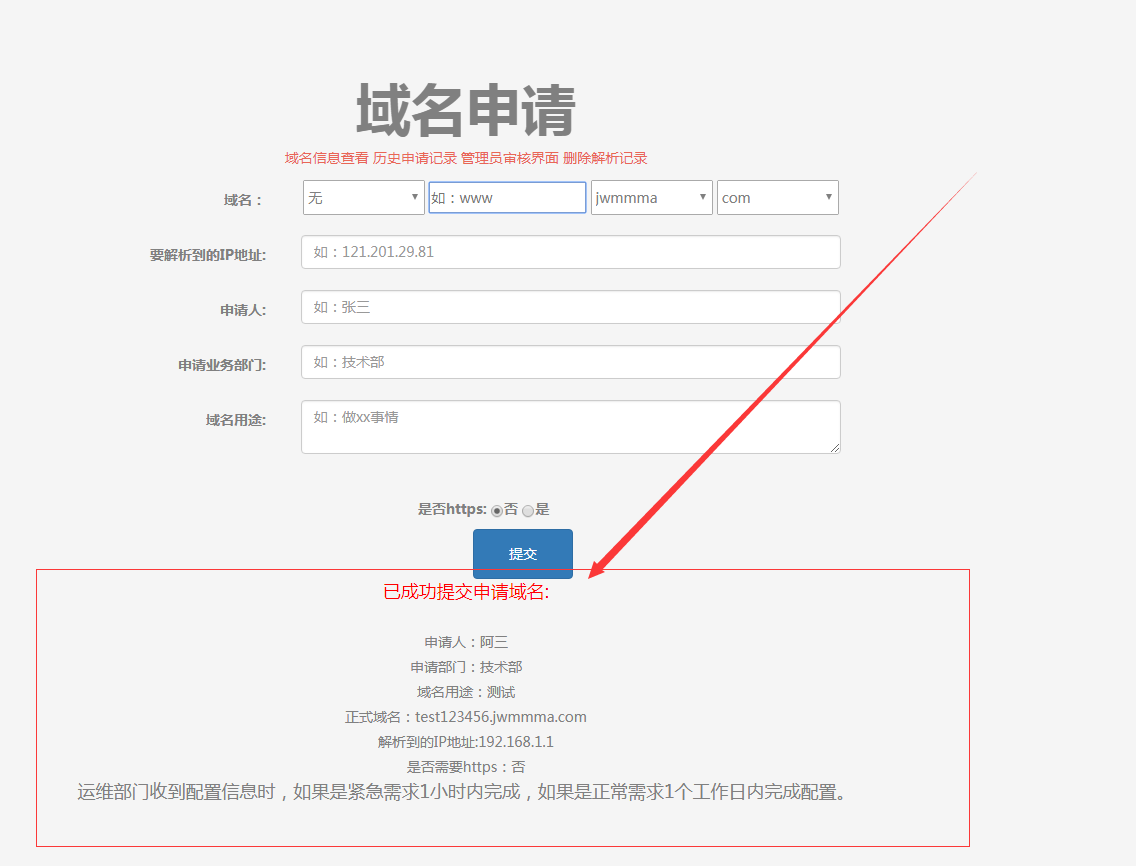 域名申请
域名信息查看 历史申请记录 管理员审核界面 删除解析记录
域名： 无 如：www jwmmma com
要解析到的IP地址: 如：121.201.29.81
申请人: 如：张三
申请业务部门: 如：技术部
域名用途: 如：做xx事情
是否https: 否 是
提交
已成功提交申请域名:
申请人：阿三
申请部门：技术部
域名用途：测试
正式域名：test123456.jwmmma.com
解析到的IP地址:192.168.1.1
是否需要https：否
运维部门收到配置信息时，如果是紧急需求1小时内完成，如果是正常需求1个工作日内完成配置。